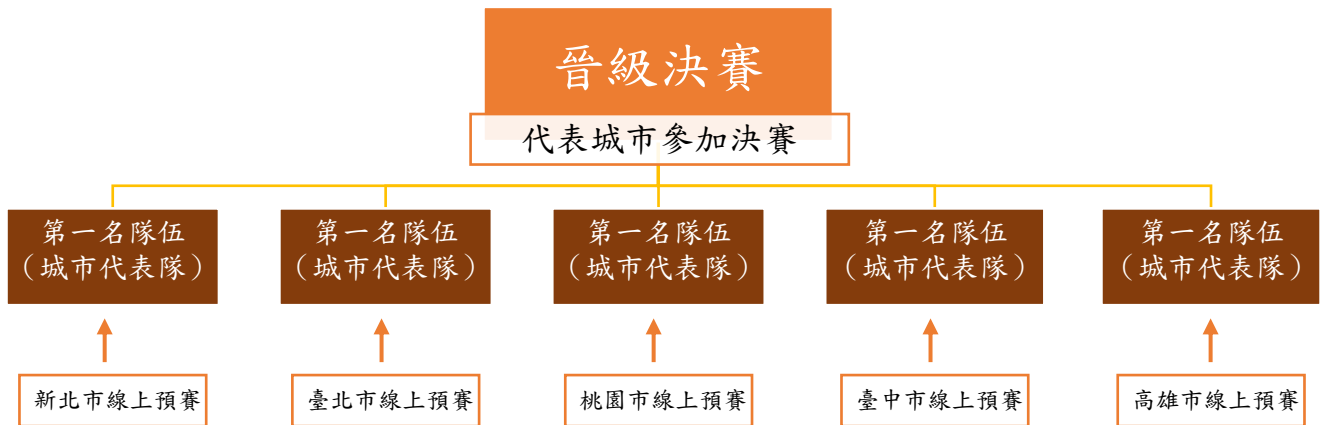 晉級決賽
代表城市參加決賽
第一名隊伍
（城市代表隊）
第一名隊伍
（城市代表隊）
第一名隊伍
（城市代表隊）
第一名隊伍
（城市代表隊）
第一名隊伍
（城市代表隊）
新北市線上預賽
臺北市線上預賽
桃園市線上預賽
臺中市線上預賽
高雄市線上預賽